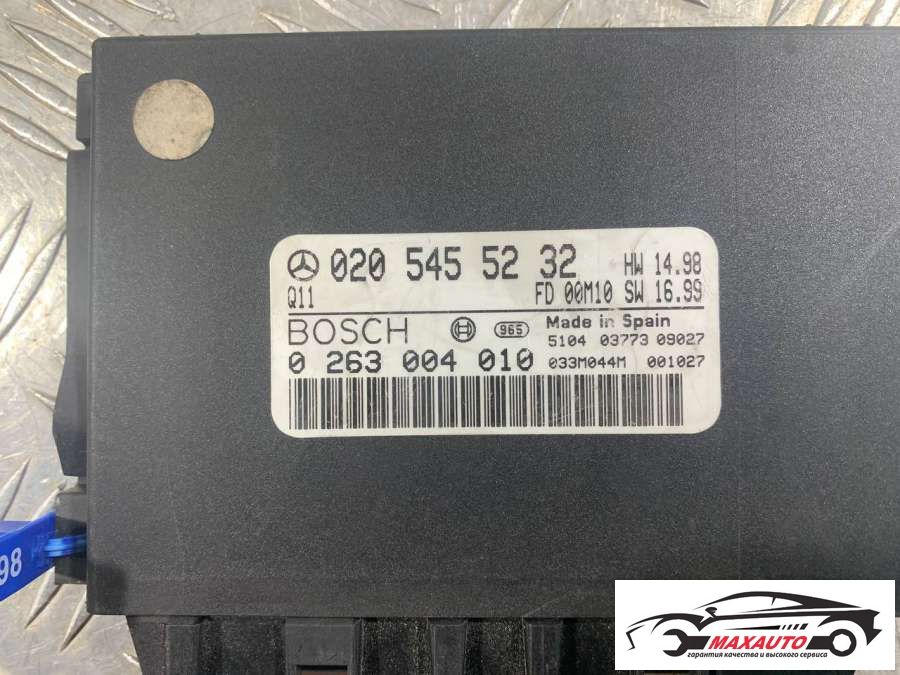 020 545 52 32 HW 14.98
Q11 FD 00M10 SW 16.99
BOSCH 965 Made in Spain
5104 03773 09027
0 263 004 010 033M044M 001027
98
MAXAUTO
гарантия качества и высокого сервиса